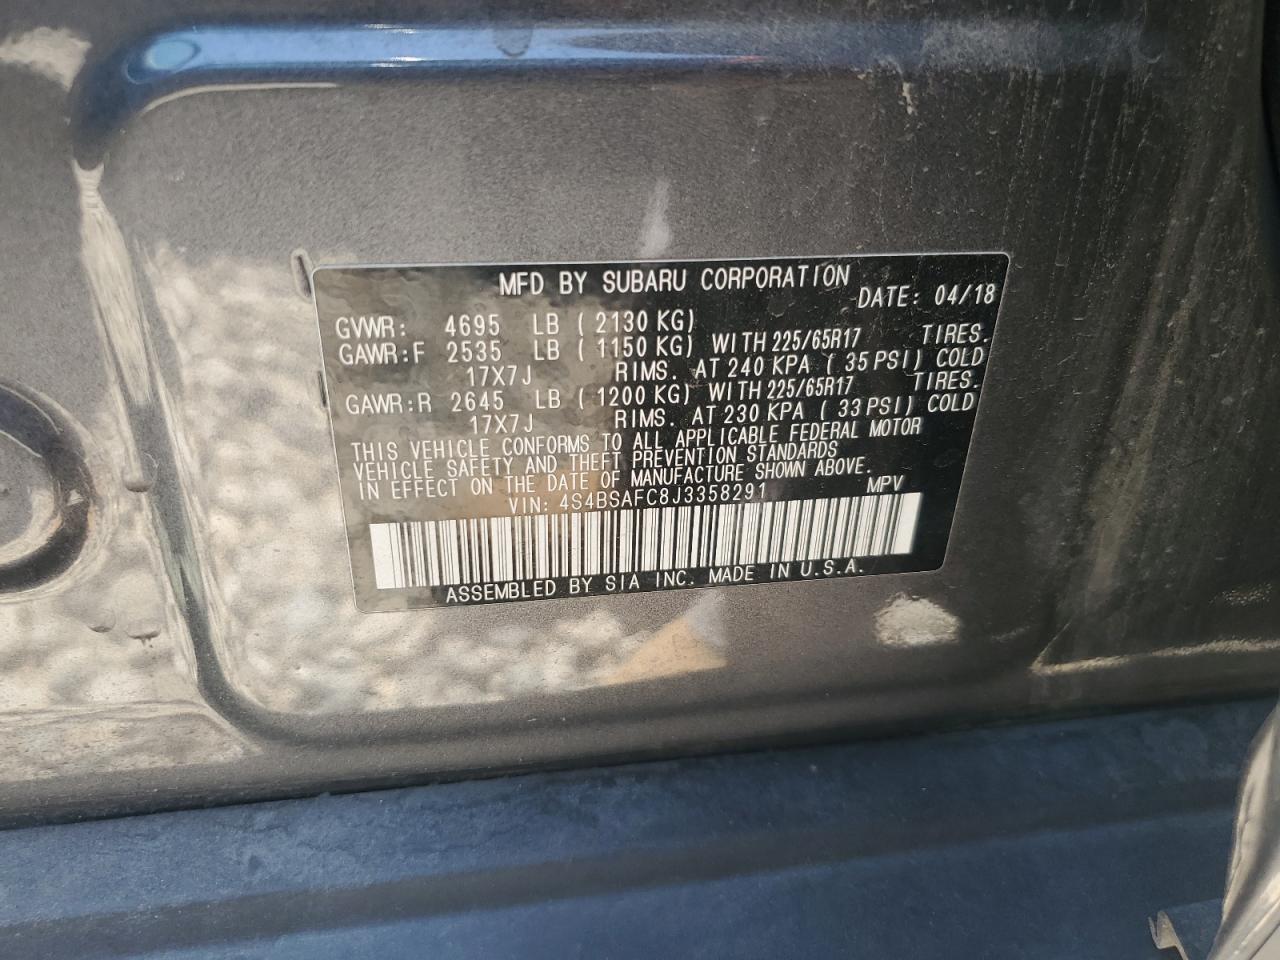 MFD BY SUBARU CORPORATION
DATE: 04/18
GVWR: 4695 LB ( 2130 KG)
GAWR:F 2535 LB ( 1150 KG) WITH 225/65R17 TIRES.
17X7J RIMS. AT 240 KPA ( 35 PSI) COLD
GAWR:R 2645 LB ( 1200 KG) WITH 225/65R17 TIRES.
17X7J RIMS. AT 230 KPA ( 33 PSI) COLD
THIS VEHICLE CONFORMS TO ALL APPLICABLE FEDERAL MOTOR
VEHICLE SAFETY AND THEFT PREVENTION STANDARDS
IN EFFECT ON THE DATE OF MANUFACTURE SHOWN ABOVE.
VIN: 4S4BSAFC8J3358291 MPV
ASSEMBLED BY SIA INC. MADE IN U.S.A.